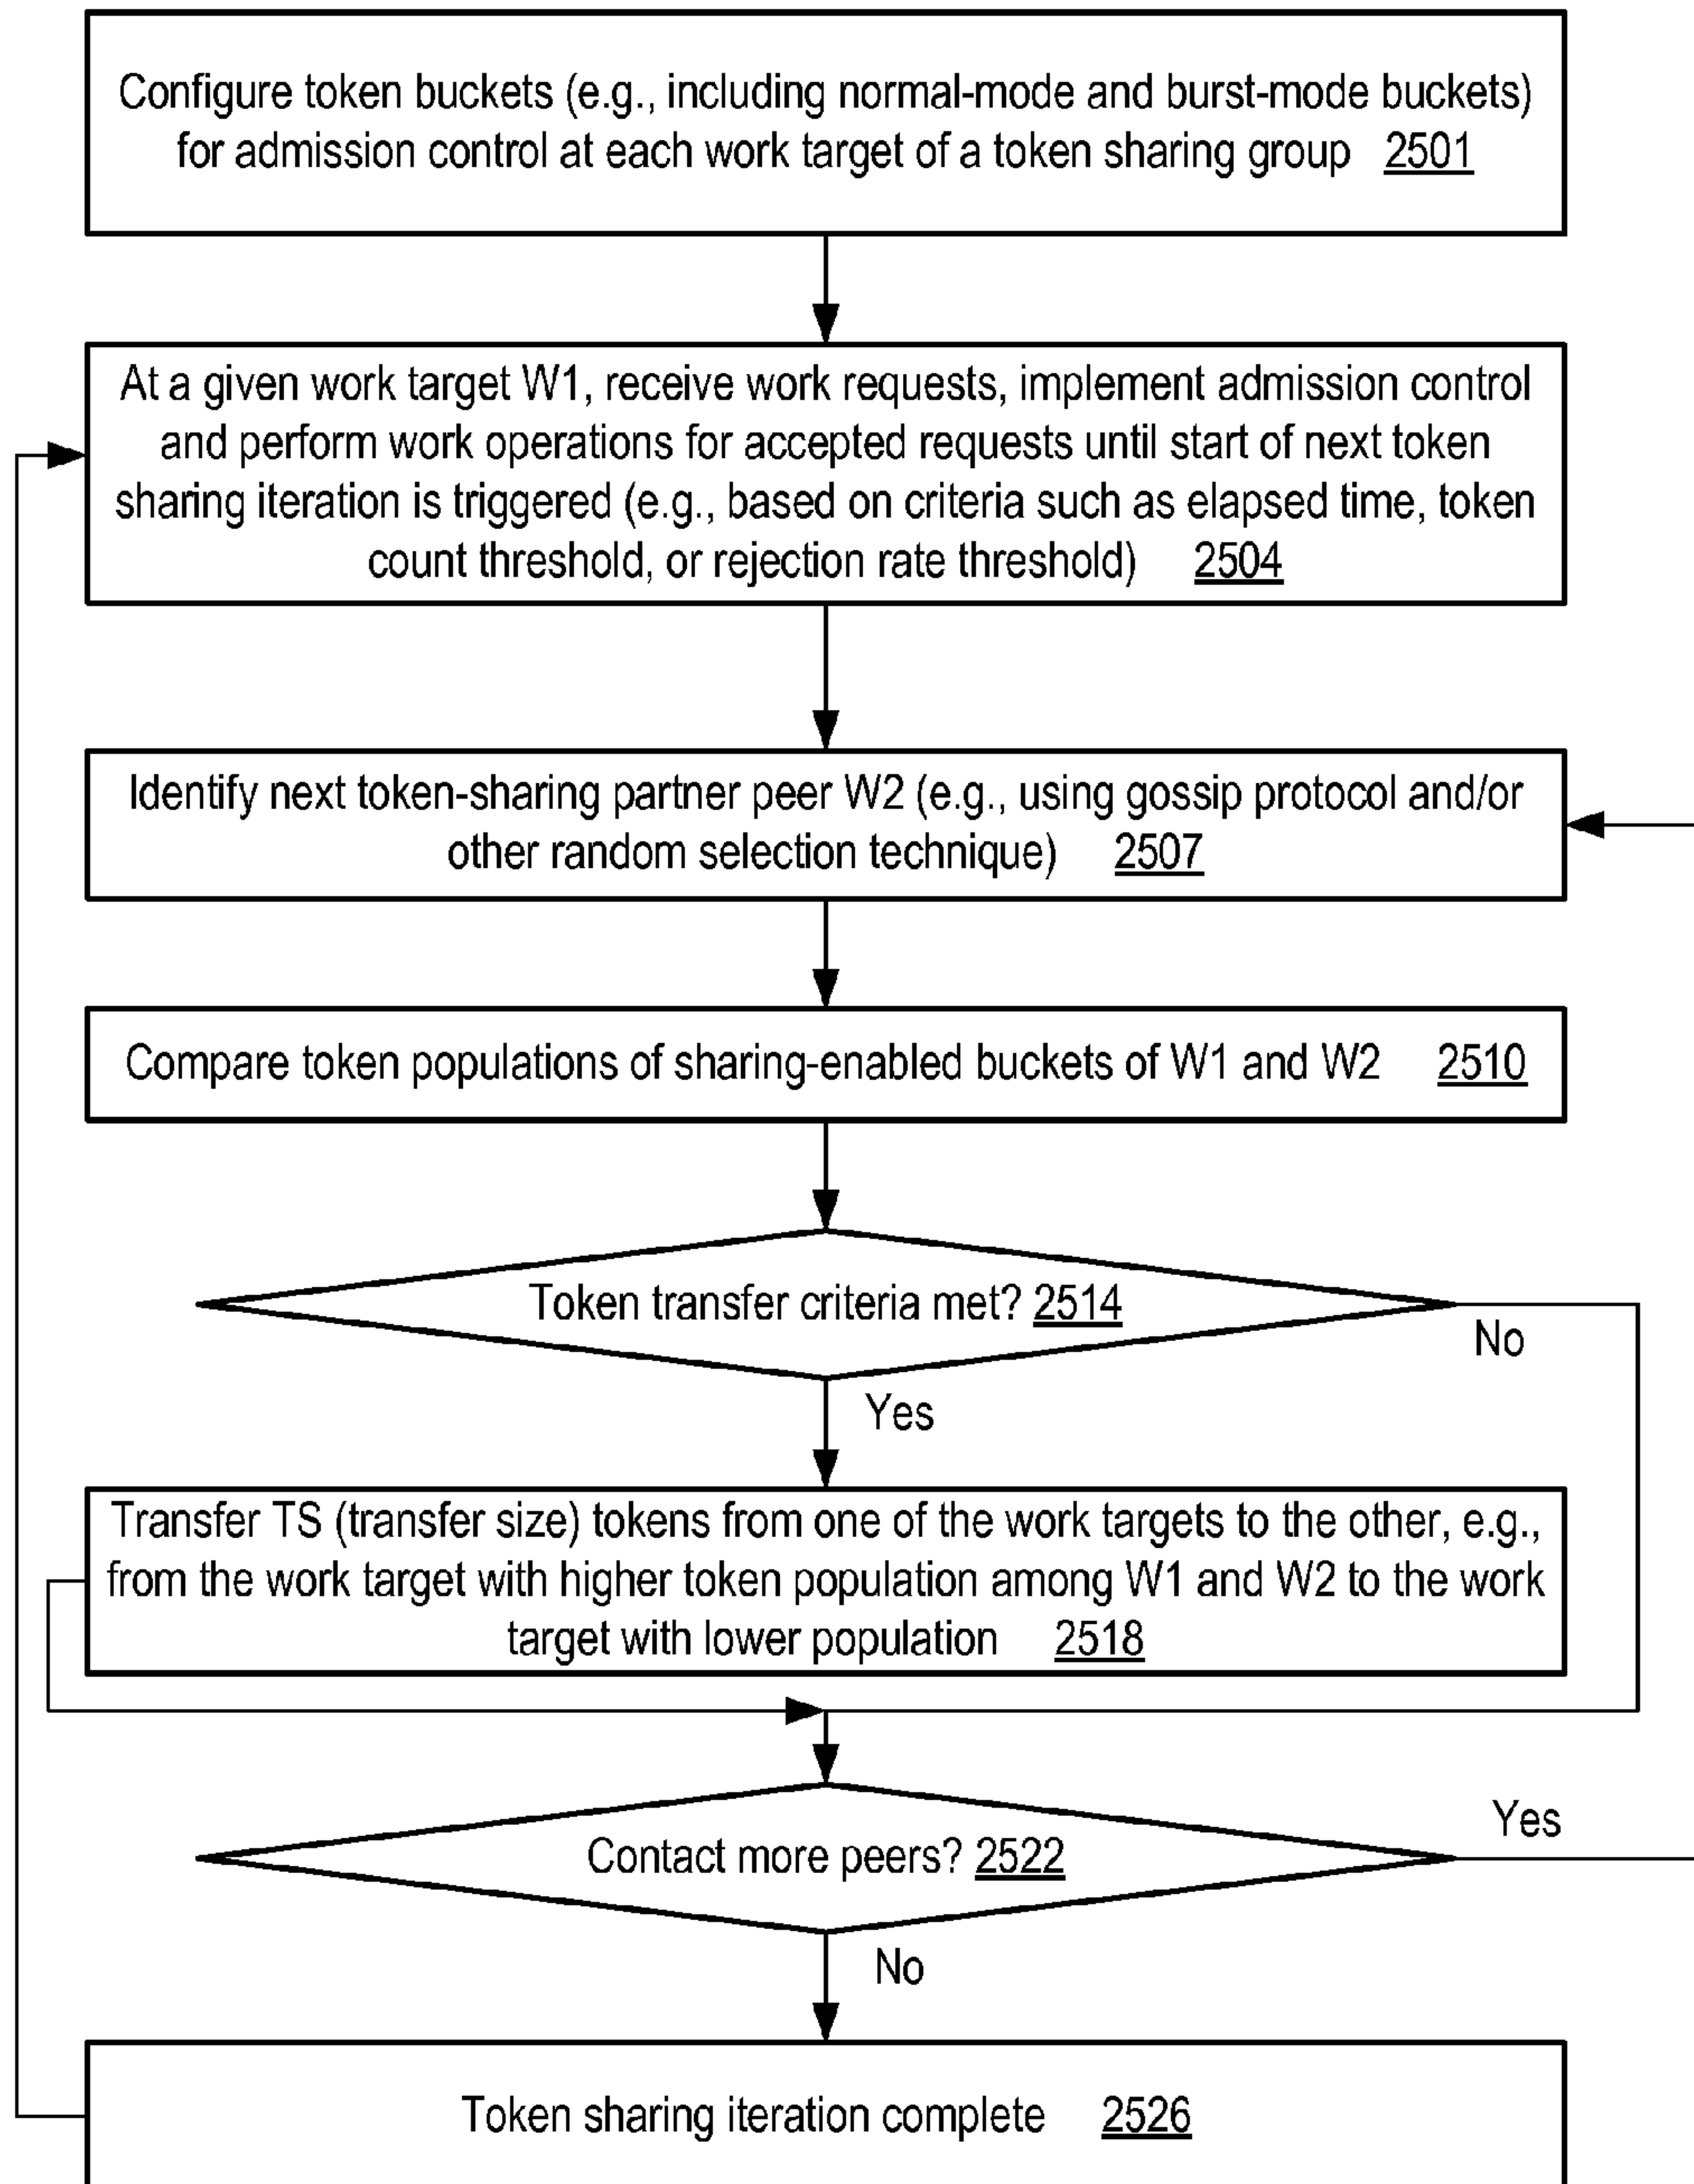 Configure token buckets (e.g., including normal-mode and burst-mode buckets)
for admission control at each work target of a token sharing group 2501
At a given work target W1, receive work requests, implement admission control
and perform work operations for accepted requests until start of next token
sharing iteration is triggered (e.g., based on criteria such as elapsed time, token
count threshold, or rejection rate threshold) 2504
Identify next token-sharing partner peer W2 (e.g., using gossip protocol and/or
other random selection technique) 2507
Compare token populations of sharing-enabled buckets of W1 and W2 2510
Token transfer criteria met? 2514
No
Yes
Transfer TS (transfer size) tokens from one of the work targets to the other, e.g.,
from the work target with higher token population among W1 and W2 to the work
target with lower population 2518
Yes
Contact more peers? 2522
No
Token sharing iteration complete 2526